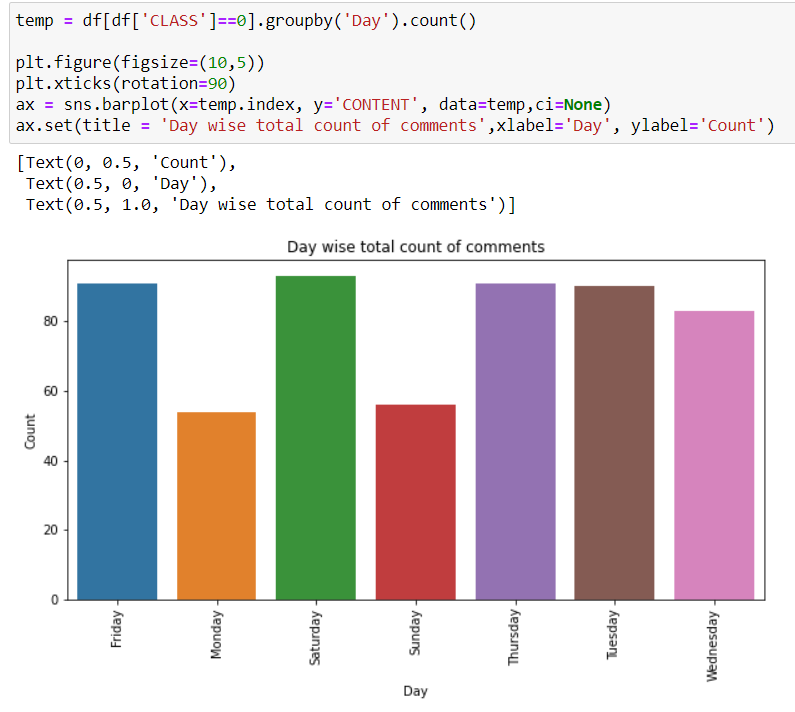 temp = df[df['CLASS']==0].groupby('Day').count()
plt.figure(figsize=(10,5))
plt.xticks(rotation=90)
ax = sns.barplot(x=temp.index, y='CONTENT', data=temp,ci=None)
ax.set(title = 'Day wise total count of comments',xlabel='Day', ylabel='Count')
[Text(0, 0.5, 'Count'),
 Text(0.5, 0, 'Day'),
 Text(0.5, 1.0, 'Day wise total count of comments')]
Day wise total count of comments
80
60
40
20
0
Count
Friday
Monday
Saturday
Sunday
Thursday
Tuesday
Wednesday
Day